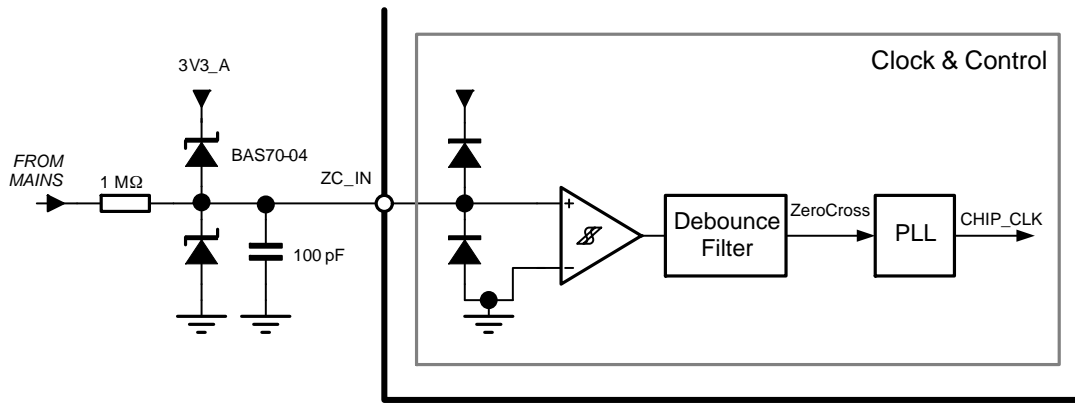 Clock & Control
3V3_A
BAS70-04
FROM
MAINS
1 MΩ
ZC_IN
100 pF
+
−
Debounce
Filter
ZeroCross
PLL
CHIP_CLK